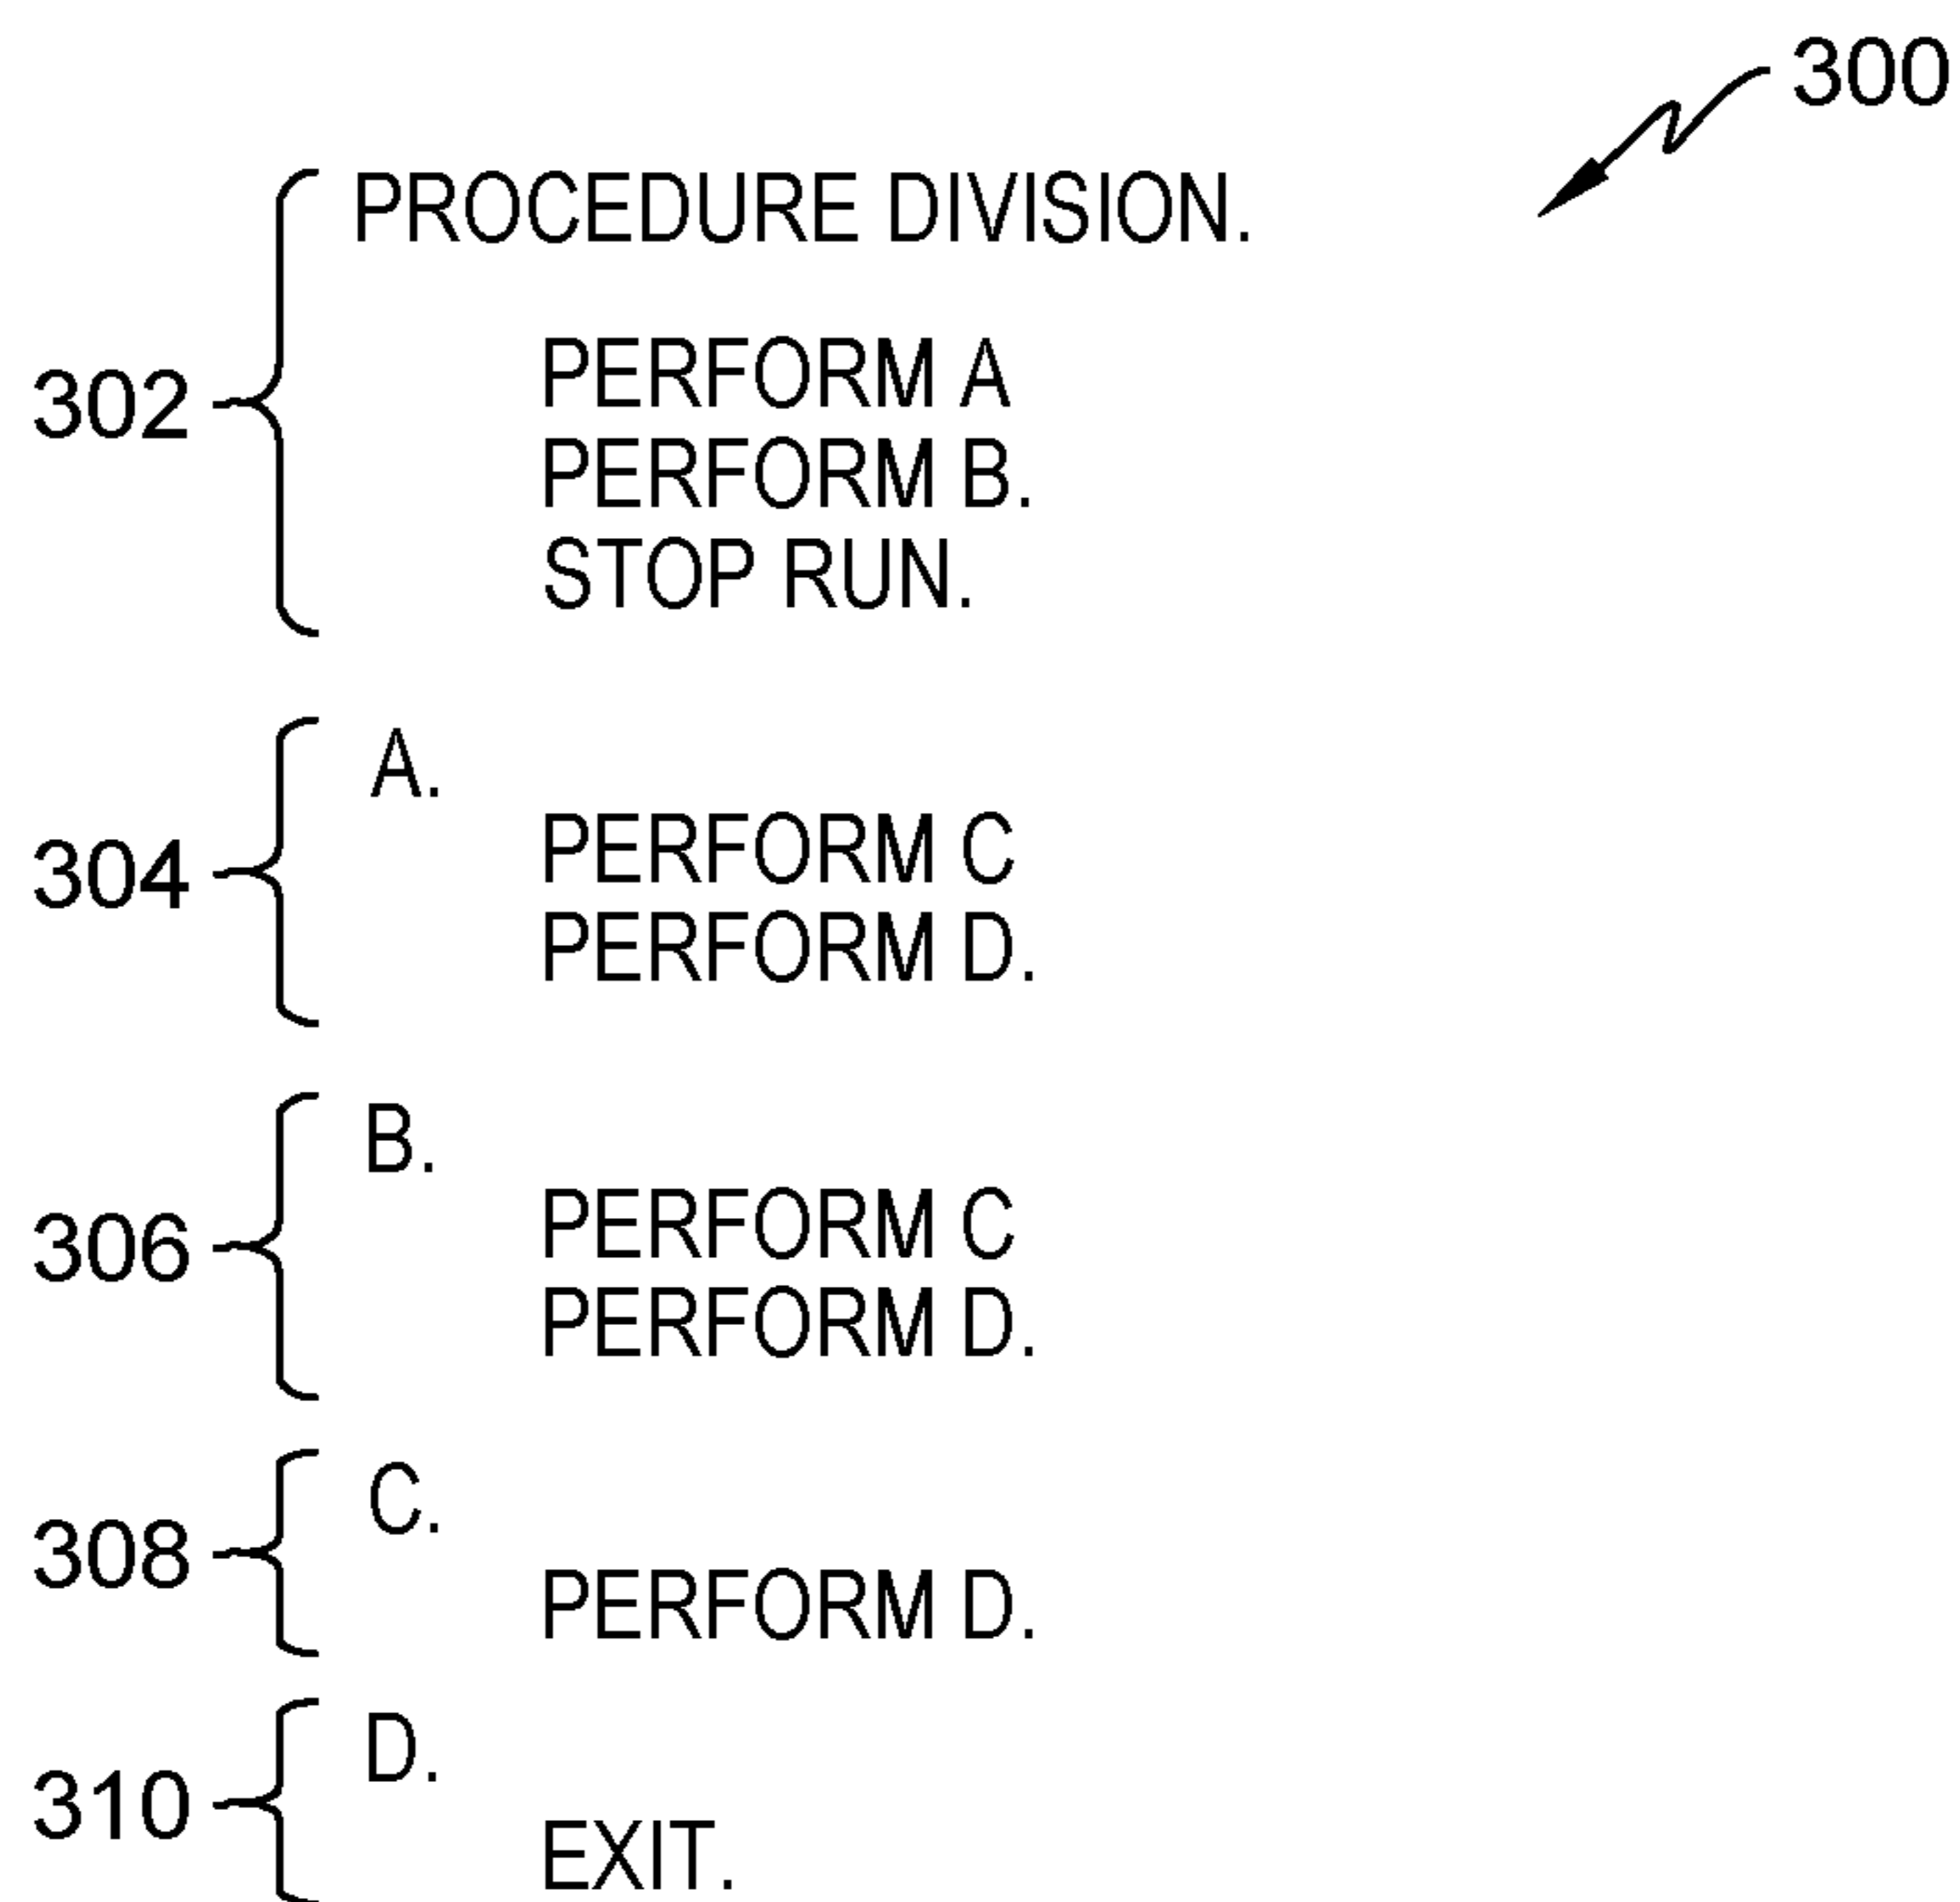 300
PROCEDURE DIVISION.
302
PERFORM A
PERFORM B.
STOP RUN.
A.
304
PERFORM C
PERFORM D.
B.
306
PERFORM C
PERFORM D.
C.
308
PERFORM D.
D.
310
EXIT.